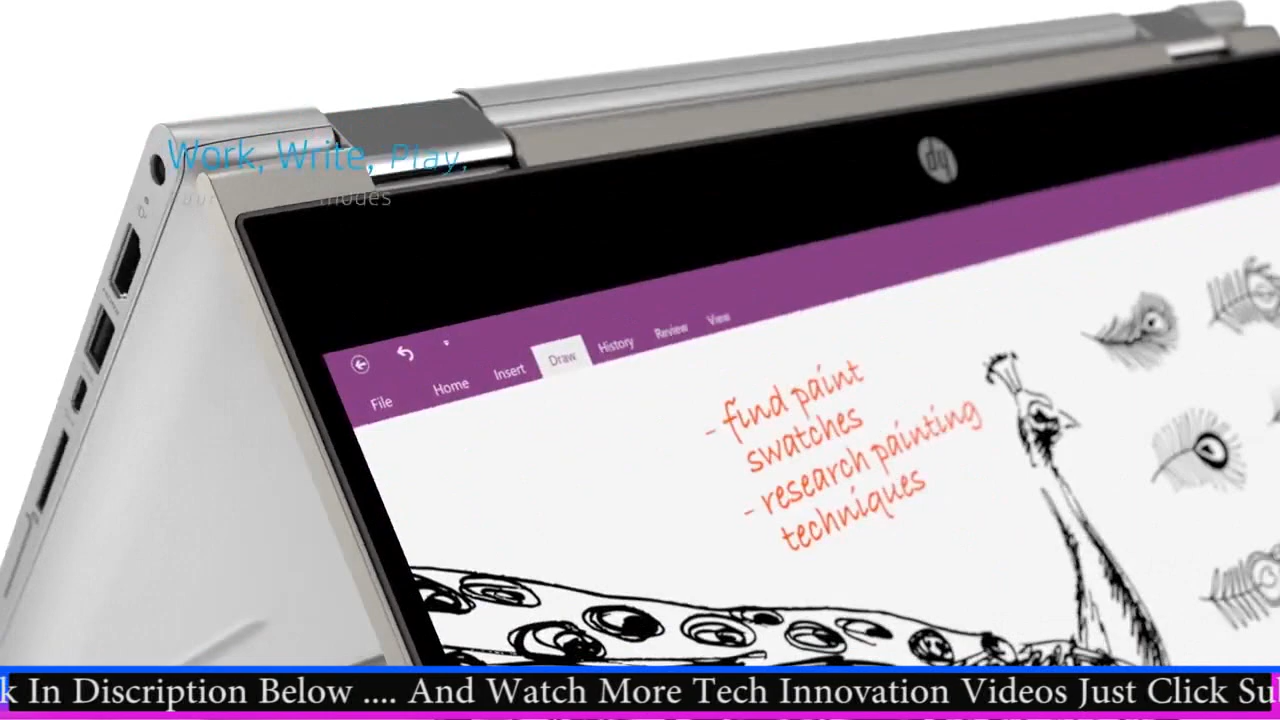 Work, Write, Play.
modes
hp
File
Home
Insert
Draw
History
Review
View
- find paint
swatches
- research painting
techniques
k In Discription Below .... And Watch More Tech Innovation Videos Just Click Su